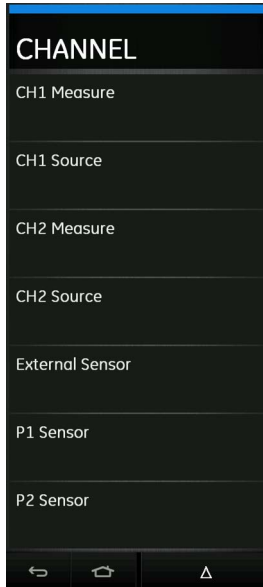 CHANNEL
CH1 Measure
CH1 Source
CH2 Measure
CH2 Source
External Sensor
P1 Sensor
P2 Sensor